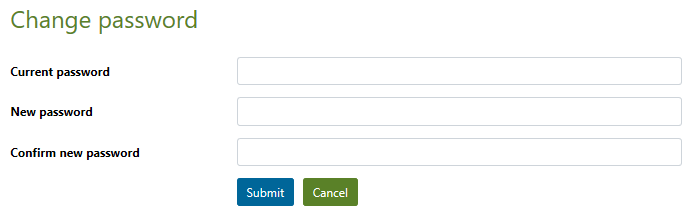 Change password
Current password
New password
Confirm new password
Submit Cancel